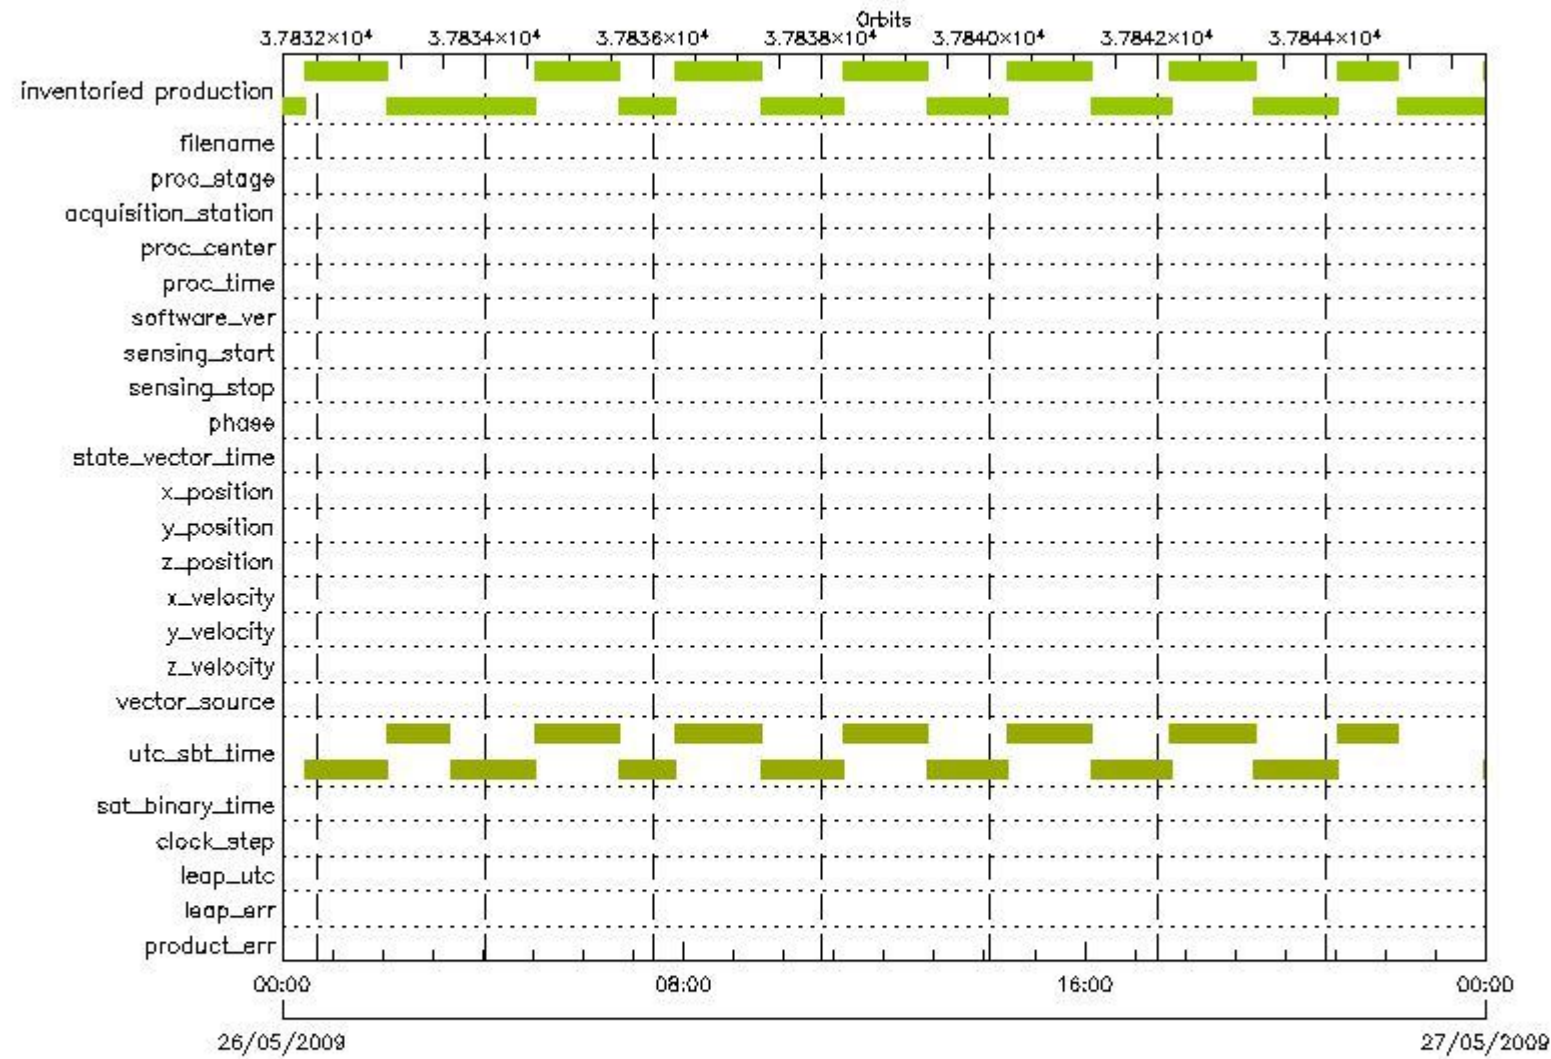 Orbits
3.7832×10⁴ 3.7834×10⁴ 3.7836×10⁴ 3.7838×10⁴ 3.7840×10⁴ 3.7842×10⁴ 3.7844×10⁴
inventoried production
filename
proc_stage
acquisition_station
proc_center
proc_time
software_ver
sensing_start
sensing_stop
phase
state_vector_time
x_position
y_position
z_position
x_velocity
y_velocity
z_velocity
vector_source
utc_sbt_time
sat_binary_time
clock_step
leap_utc
leap_err
product_err
00:00 08:00 16:00 00:00
26/05/2009 27/05/2009